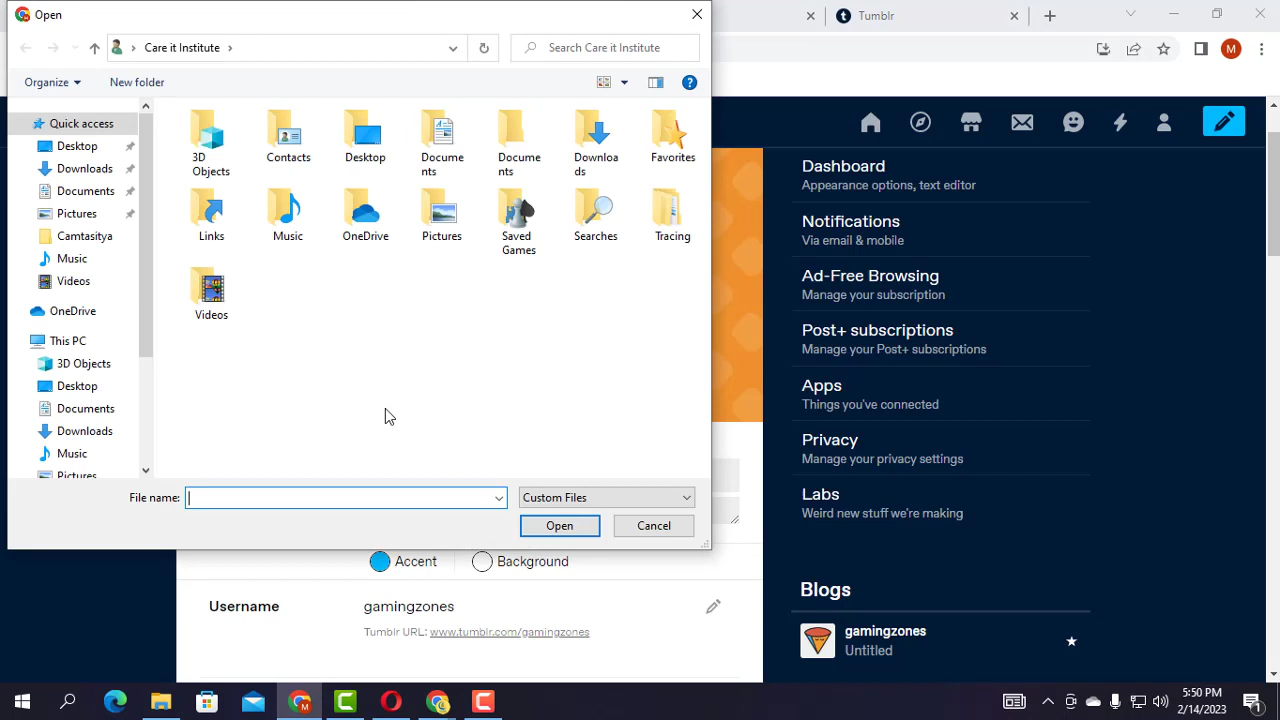 Open
Tumblr
Care it Institute
Search Care it Institute
M
Organize
New folder
Quick access
Desktop
Downloads
Documents
Pictures
Camtasitya
Music
Videos
OneDrive
This PC
3D Objects
Desktop
Documents
Downloads
Music
Pictures
3D
Objects
Contacts
Desktop
Docume
nts
Docume
nts
Downloa
ds
Favorites
Links
Music
OneDrive
Pictures
Saved
Games
Searches
Tracing
Videos
File name:
Custom Files
Open
Cancel
Dashboard
Appearance options, text editor
Notifications
Via email & mobile
Ad-Free Browsing
Manage your subscription
Post+ subscriptions
Manage your Post+ subscriptions
Apps
Things you've connected
Privacy
Manage your privacy settings
Labs
Weird new stuff we're making
Blogs
gamingzones
Untitled
Accent
Background
Username
gamingzones
Tumblr URL: www.tumblr.com/gamingzones
5:50 PM
2/14/2023